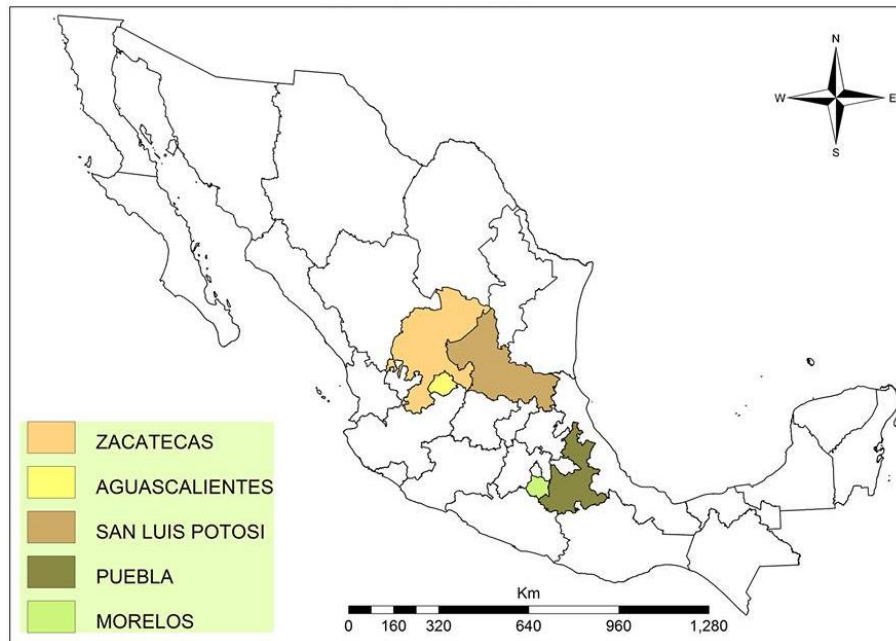 N
W E
S
ZACATECAS
AGUASCALIENTES
SAN LUIS POTOSI
PUEBLA
MORELOS
Km
0 160 320 640 960 1,280